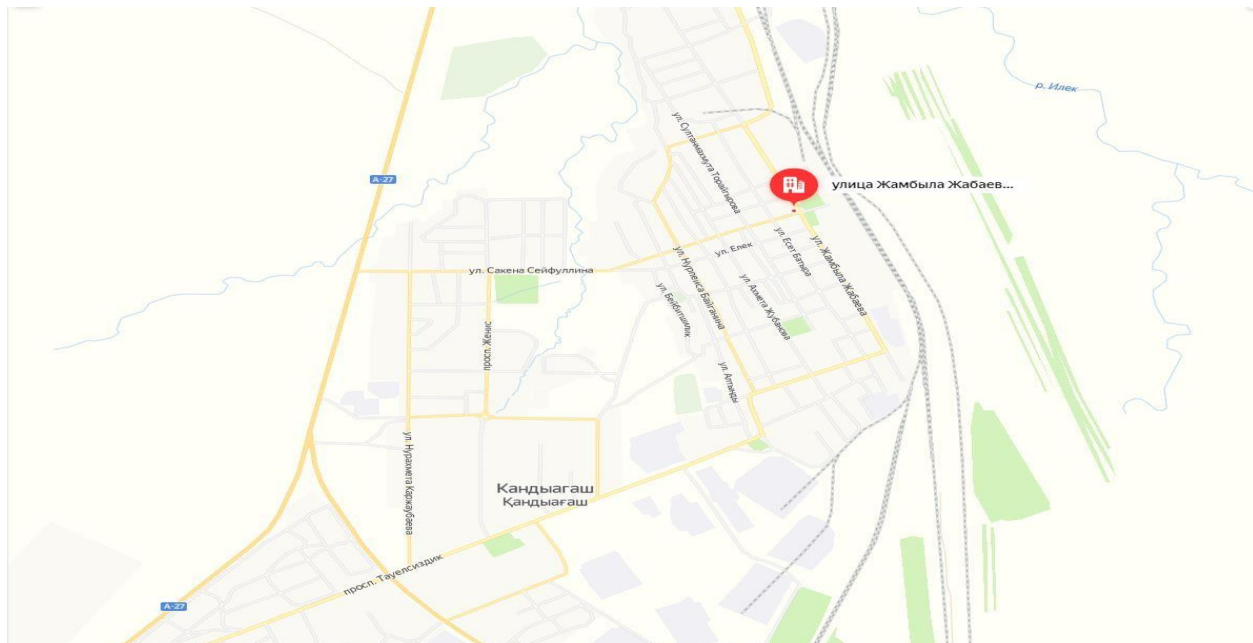 р. Илек
ул. Султанмахмута Торайгырова
А-27
улица Жамбыла Жабаев...
ул. Елек
ул. Есет Батыра
ул. Жамбыла Жабаева
ул. Сакена Сейфуллина
ул. Нурпеиса Байганина
ул. Бейбитшилик
ул. Ахмета Жубанова
просп. Женис
ул. Алтынды
ул. Нурахмета Каржаубаева
Кандыагаш
Қандыағаш
просп. Тауелсиздик
А-27